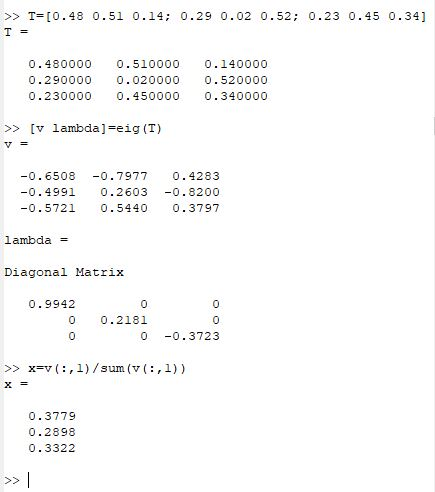 >> T=[0.48 0.51 0.14; 0.29 0.02 0.52; 0.23 0.45 0.34]
T =
0.480000 0.510000 0.140000
0.290000 0.020000 0.520000
0.230000 0.450000 0.340000
>> [v lambda]=eig(T)
v =
-0.6508 -0.7977 0.4283
-0.4991 0.2603 -0.8200
-0.5721 0.5440 0.3797
lambda =
Diagonal Matrix
0.9942 0 0
0 0.2181 0
0 0 -0.3723
>> x=v(:,1)/sum(v(:,1))
x =
0.3779
0.2898
0.3322
>>